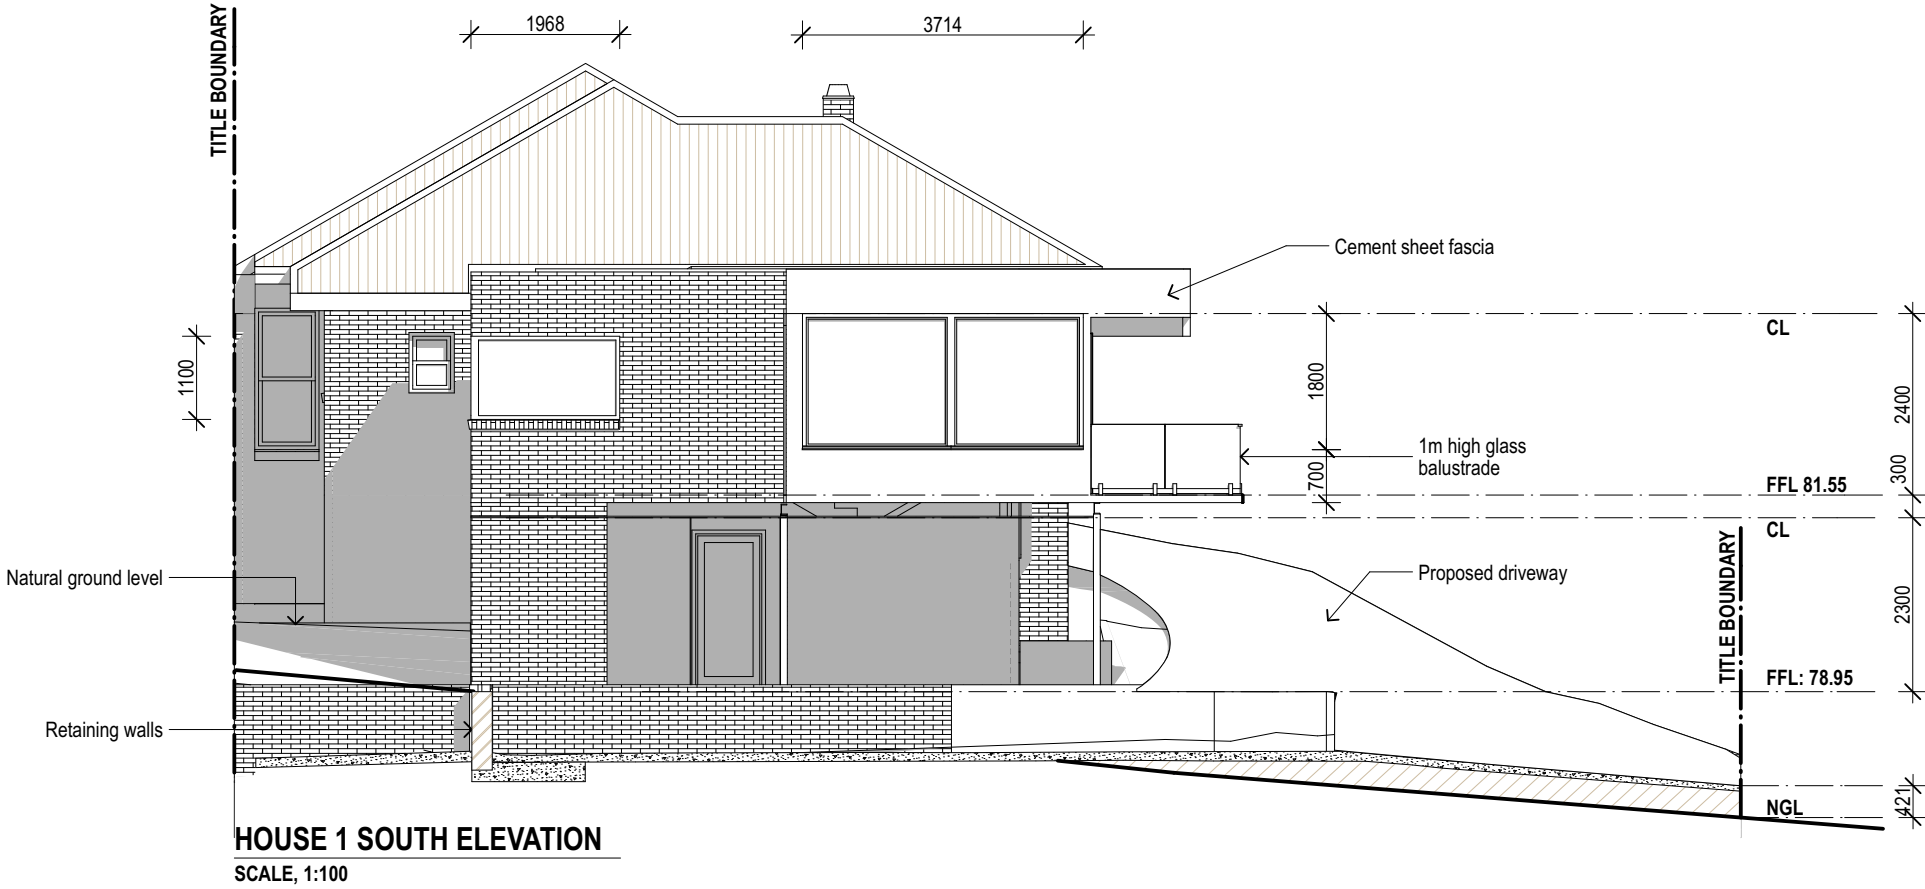 TITLE BOUNDARY
1968
3714
Cement sheet fascia
CL
1100
1800
2400
1m high glass
balustrade
700
300
FFL 81.55
CL
Natural ground level
Proposed driveway
TITLE BOUNDARY
2300
FFL: 78.95
Retaining walls
NGL
421
HOUSE 1 SOUTH ELEVATION
SCALE, 1:100